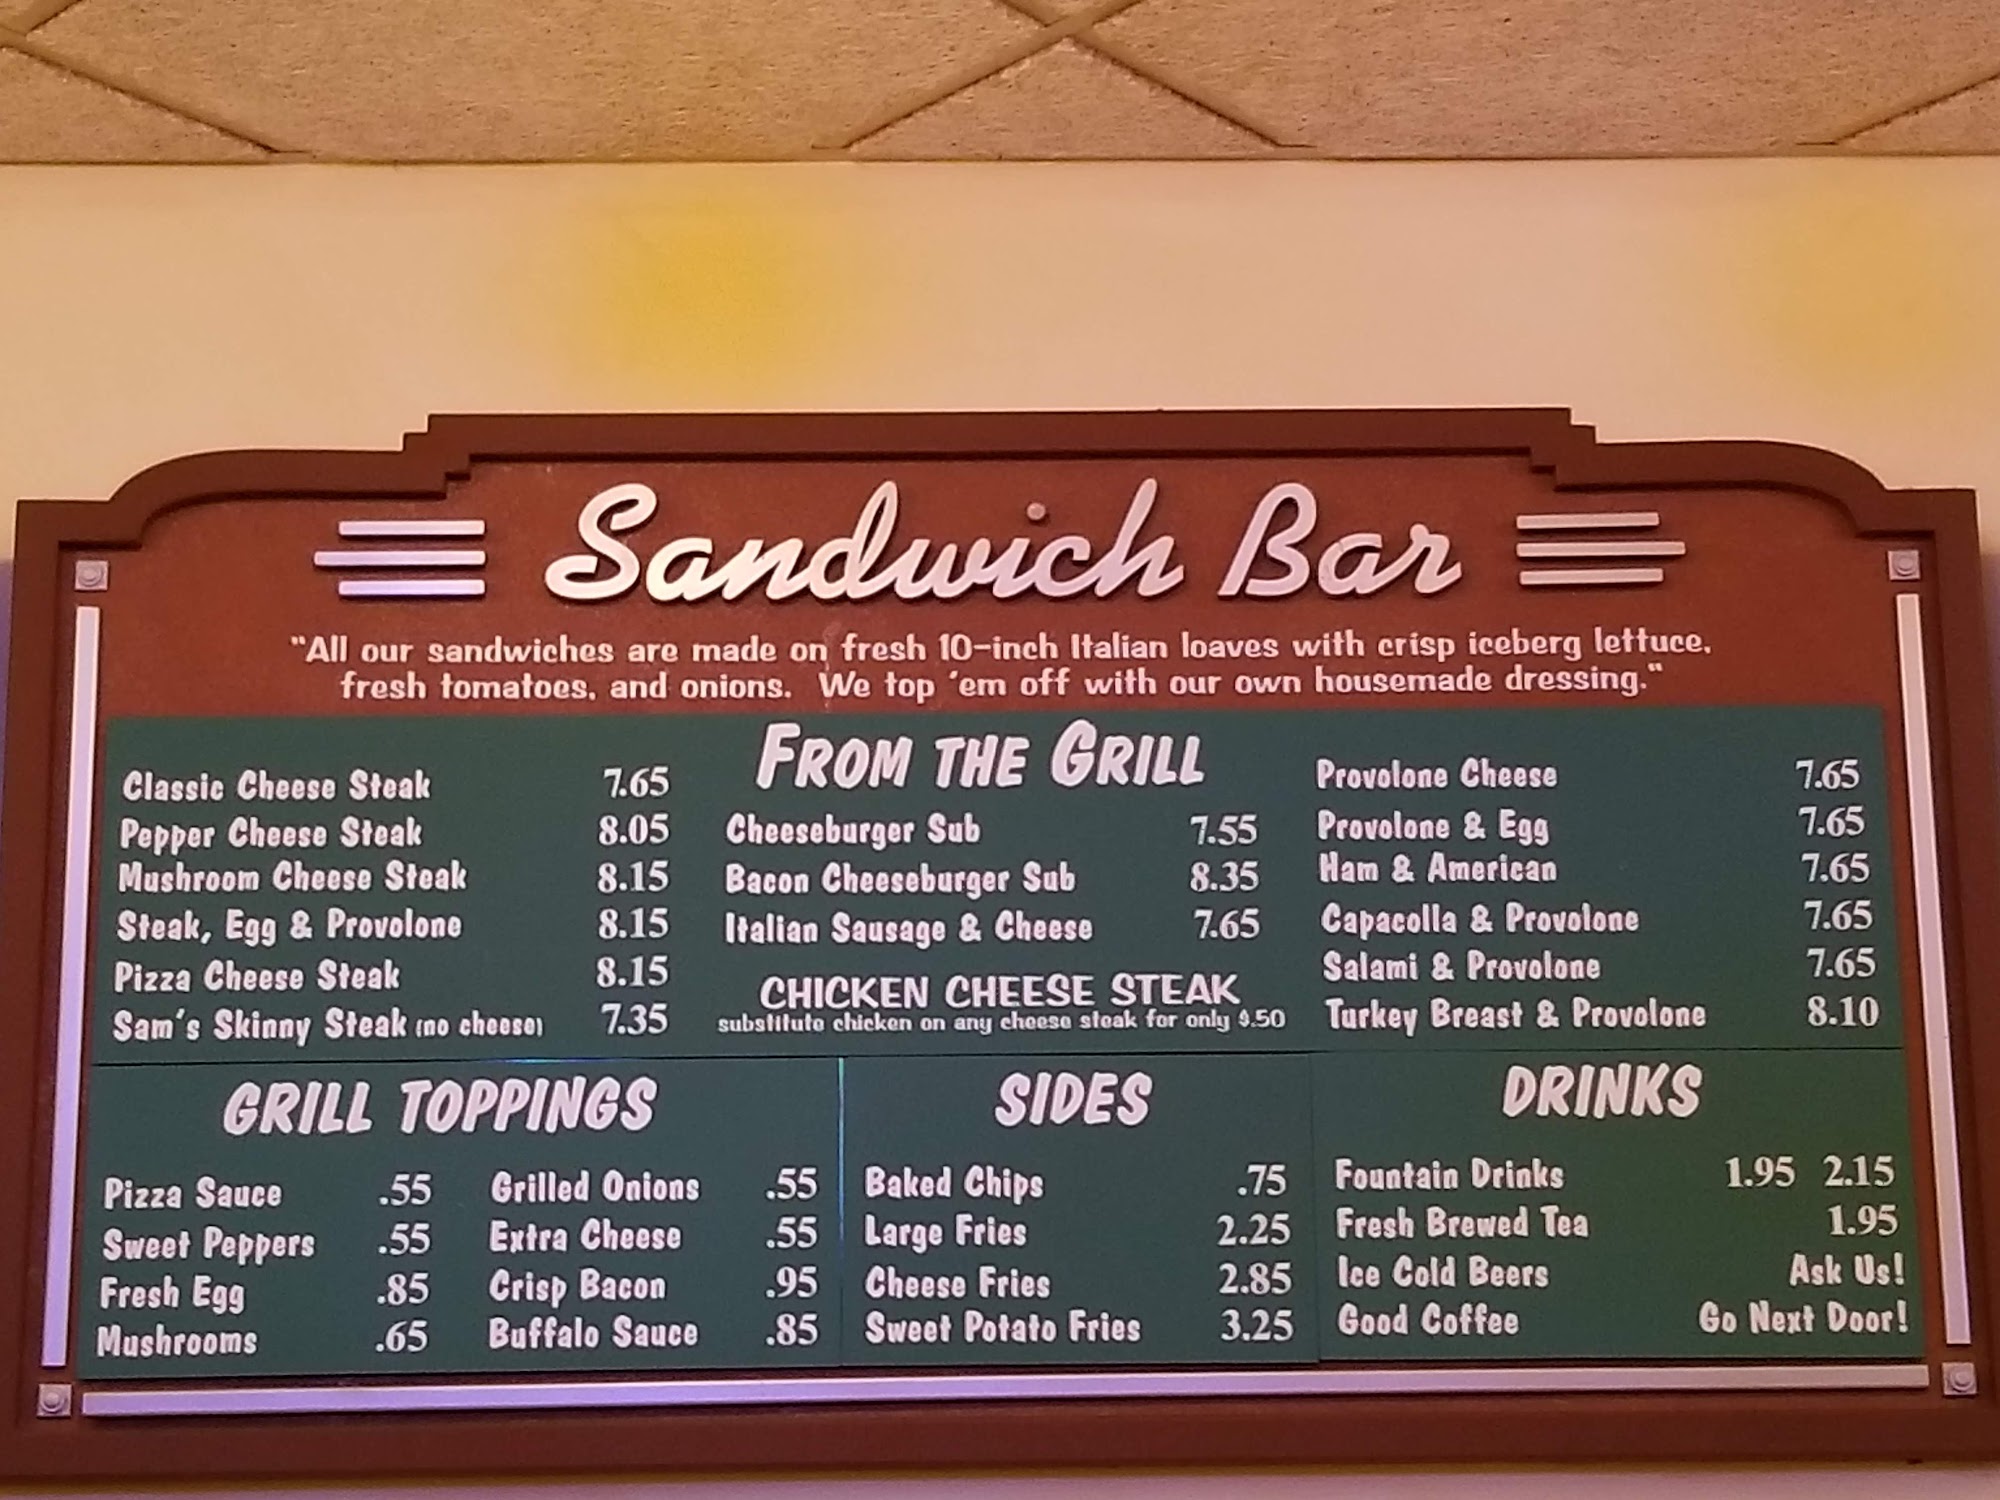 Sandwich Bar
"All our sandwiches are made on fresh 10-inch Italian loaves with crisp iceberg lettuce,
fresh tomatoes, and onions. We top 'em off with our own housemade dressing."
FROM THE GRILL
Classic Cheese Steak 7.65
Pepper Cheese Steak 8.05
Mushroom Cheese Steak 8.15
Steak, Egg & Provolone 8.15
Pizza Cheese Steak 8.15
Sam's Skinny Steak (no cheese) 7.35
Cheeseburger Sub 7.55
Bacon Cheeseburger Sub 8.35
Italian Sausage & Cheese 7.65
CHICKEN CHEESE STEAK
substitute chicken on any cheese steak for only $.50
Provolone Cheese 7.65
Provolone & Egg 7.65
Ham & American 7.65
Capacolla & Provolone 7.65
Salami & Provolone 7.65
Turkey Breast & Provolone 8.10
GRILL TOPPINGS
Pizza Sauce .55
Sweet Peppers .55
Fresh Egg .85
Mushrooms .65
Grilled Onions .55
Extra Cheese .55
Crisp Bacon .95
Buffalo Sauce .85
SIDES
Baked Chips .75
Large Fries 2.25
Cheese Fries 2.85
Sweet Potato Fries 3.25
DRINKS
Fountain Drinks 1.95 2.15
Fresh Brewed Tea 1.95
Ice Cold Beers Ask Us!
Good Coffee Go Next Door!